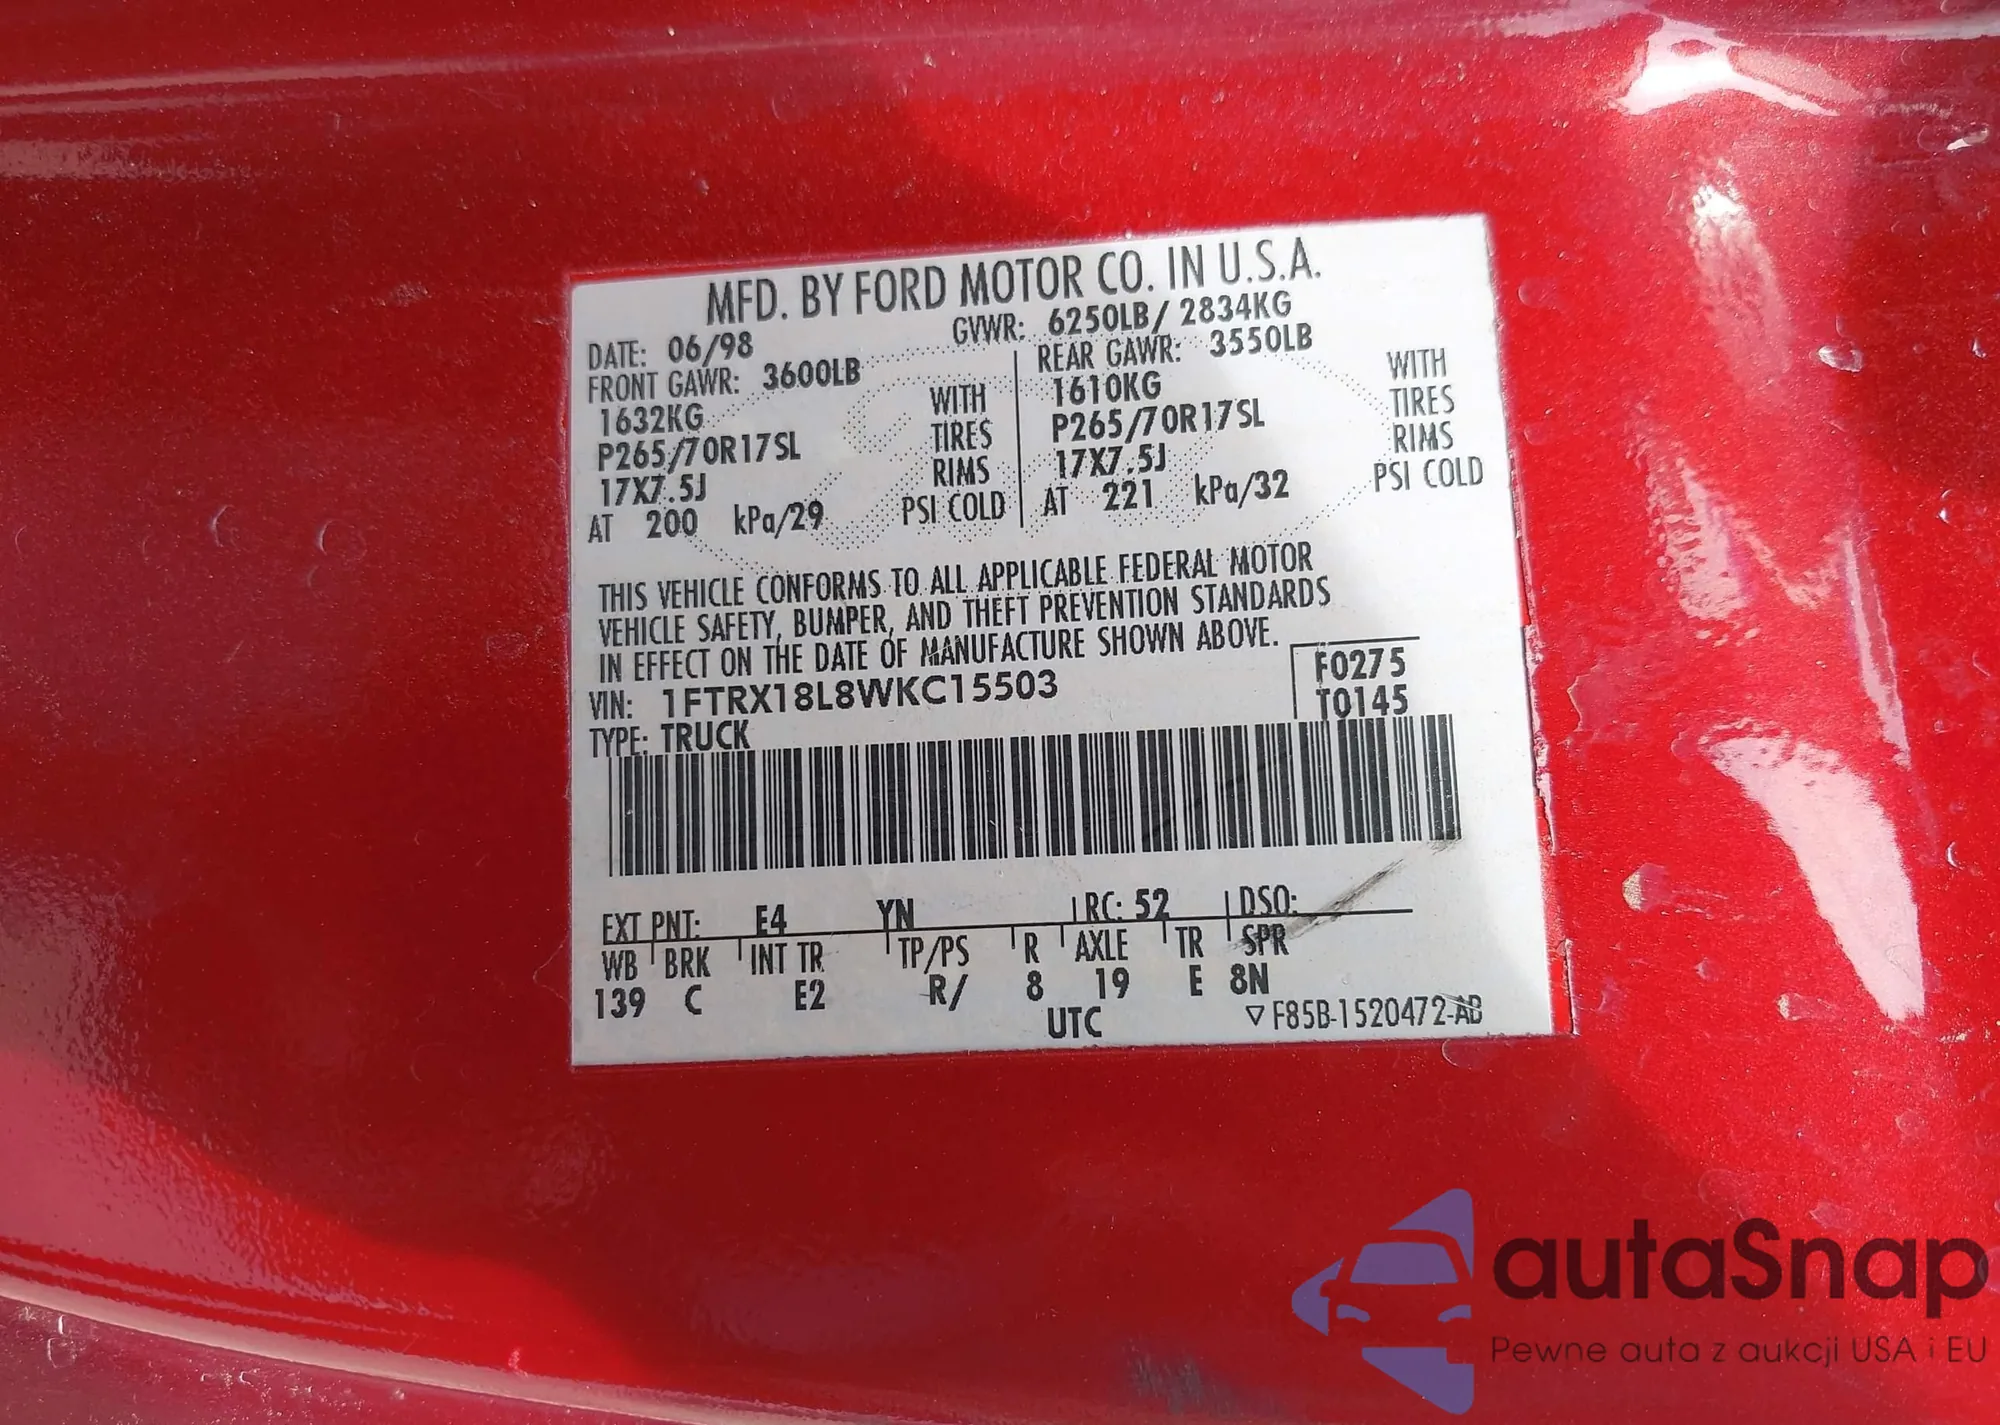 MFD. BY FORD MOTOR CO. IN U.S.A.
DATE: 06/98 GVWR: 6250LB/ 2834KG
FRONT GAWR: 3600LB REAR GAWR: 3550LB
1632KG WITH 1610KG WITH
P265/70R17SL TIRES P265/70R17SL TIRES
17X7.5J RIMS 17X7.5J RIMS
AT 200 kPa/29 PSI COLD AT 221 kPa/32 PSI COLD
THIS VEHICLE CONFORMS TO ALL APPLICABLE FEDERAL MOTOR
VEHICLE SAFETY, BUMPER, AND THEFT PREVENTION STANDARDS
IN EFFECT ON THE DATE OF MANUFACTURE SHOWN ABOVE.
VIN: 1FTRX18L8WKC15503 F0275
TYPE: TRUCK T0145
EXT PNT: E4 YN RC: 52 DSO:
WB BRK INT TR TP/PS R AXLE TR SPR
139 C E2 R/ 8 19 E 8N
UTC ▽ F85B-1520472-AB
autaSnap
Pewne auta z aukcji USA i EU